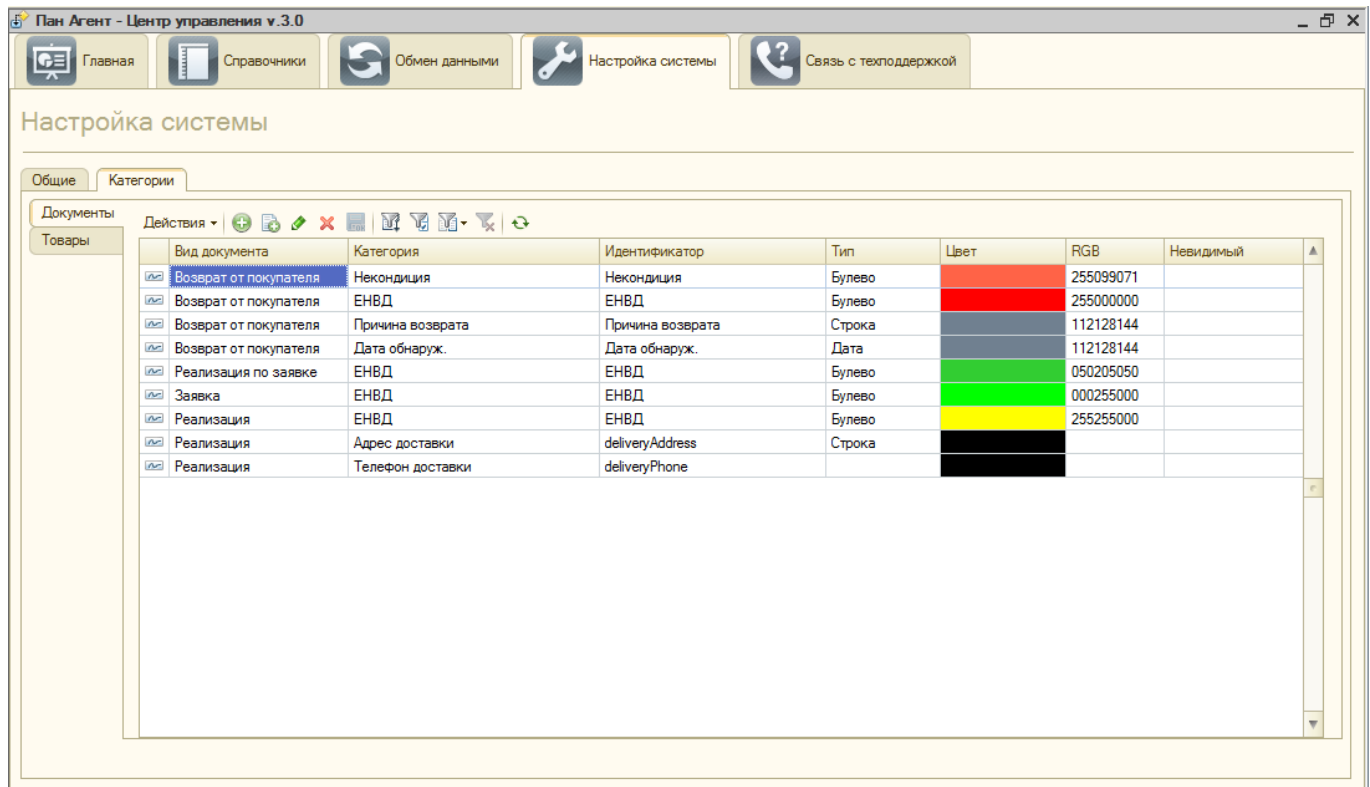 Пан Агент - Центр управления v.3.0
Главная Справочники Обмен данными Настройка системы Связь с техподдержкой
Настройка системы
Общие Категории
Документы
Товары
Действия
Вид документа Категория Идентификатор Тип Цвет RGB Невидимый
Возврат от покупателя Некондиция Некондиция Булево 255099071
Возврат от покупателя ЕНВД ЕНВД Булево 255000000
Возврат от покупателя Причина возврата Причина возврата Строка 112128144
Возврат от покупателя Дата обнаруж. Дата обнаруж. Дата 112128144
Реализация по заявке ЕНВД ЕНВД Булево 050205050
Заявка ЕНВД ЕНВД Булево 000255000
Реализация ЕНВД ЕНВД Булево 255255000
Реализация Адрес доставки deliveryAddress Строка
Реализация Телефон доставки deliveryPhone